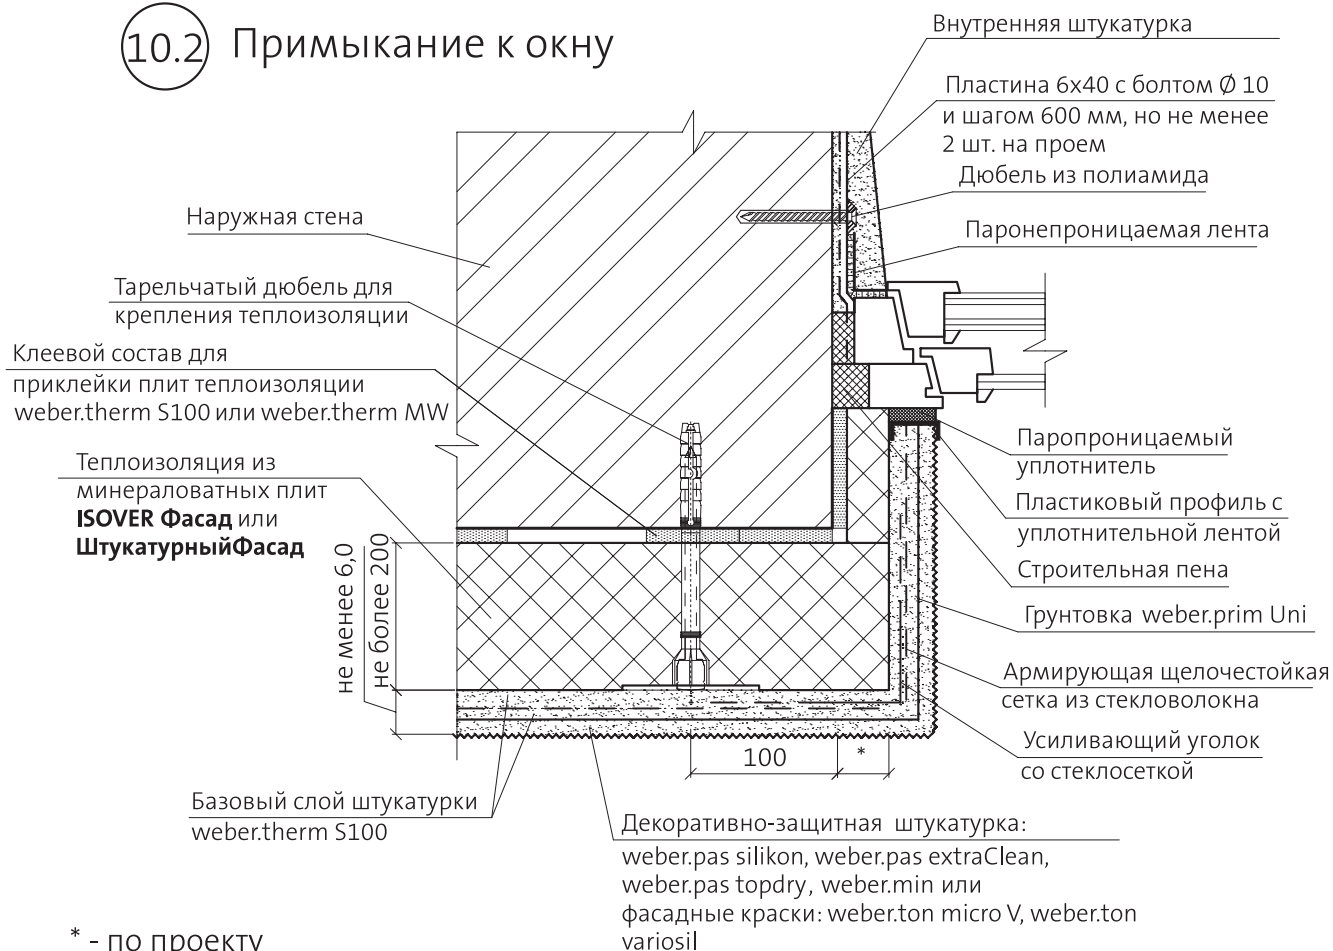 10.2 Примыкание к окну
Внутренняя штукатурка
Пластина 6х40 с болтом Ø 10
и шагом 600 мм, но не менее
2 шт. на проем
Дюбель из полиамида
Паронепроницаемая лента
Наружная стена
Тарельчатый дюбель для
крепления теплоизоляции
Клеевой состав для
приклейки плит теплоизоляции
weber.therm S100 или weber.therm MW
Теплоизоляция из
минераловатных плит
ISOVER Фасад или
ШтукатурныйФасад
не менее 6,0
не более 200
Паропроницаемый
уплотнитель
Пластиковый профиль с
уплотнительной лентой
Строительная пена
Грунтовка weber.prim Uni
Армирующая щелочестойкая
сетка из стекловолокна
Усиливающий уголок
со стеклосеткой
100
*
Базовый слой штукатурки
weber.therm S100
Декоративно-защитная штукатурка:
weber.pas silikon, weber.pas extraClean,
weber.pas topdry, weber.min или
фасадные краски: weber.ton micro V, weber.ton
variosil
* - по проекту